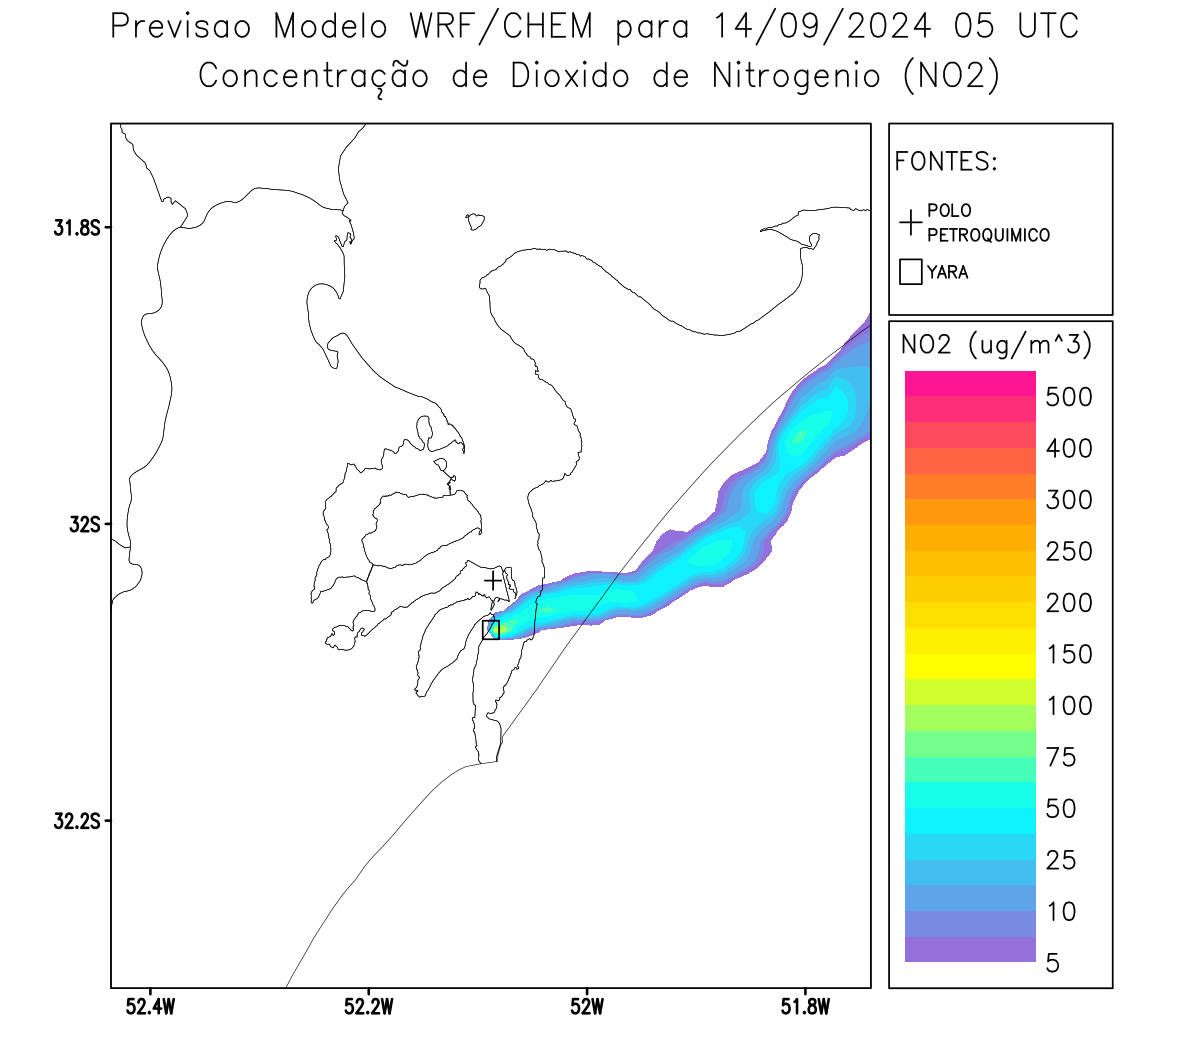 Previsao Modelo WRF/CHEM para 14/09/2024 05 UTC
Concentração de Dioxido de Nitrogenio (NO2)
FONTES:
POLO
PETROQUIMICO
YARA
NO2 (ug/m^3)
500
400
300
250
200
150
100
75
50
25
10
5
31.8S
32S
32.2S
52.4W
52.2W
52W
51.8W